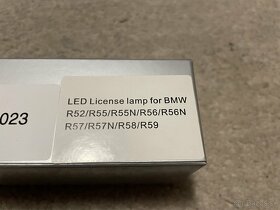 LED License lamp for BMW
R52/R55/R55N/R56/R56N
R57/R57N/R58/R59
023